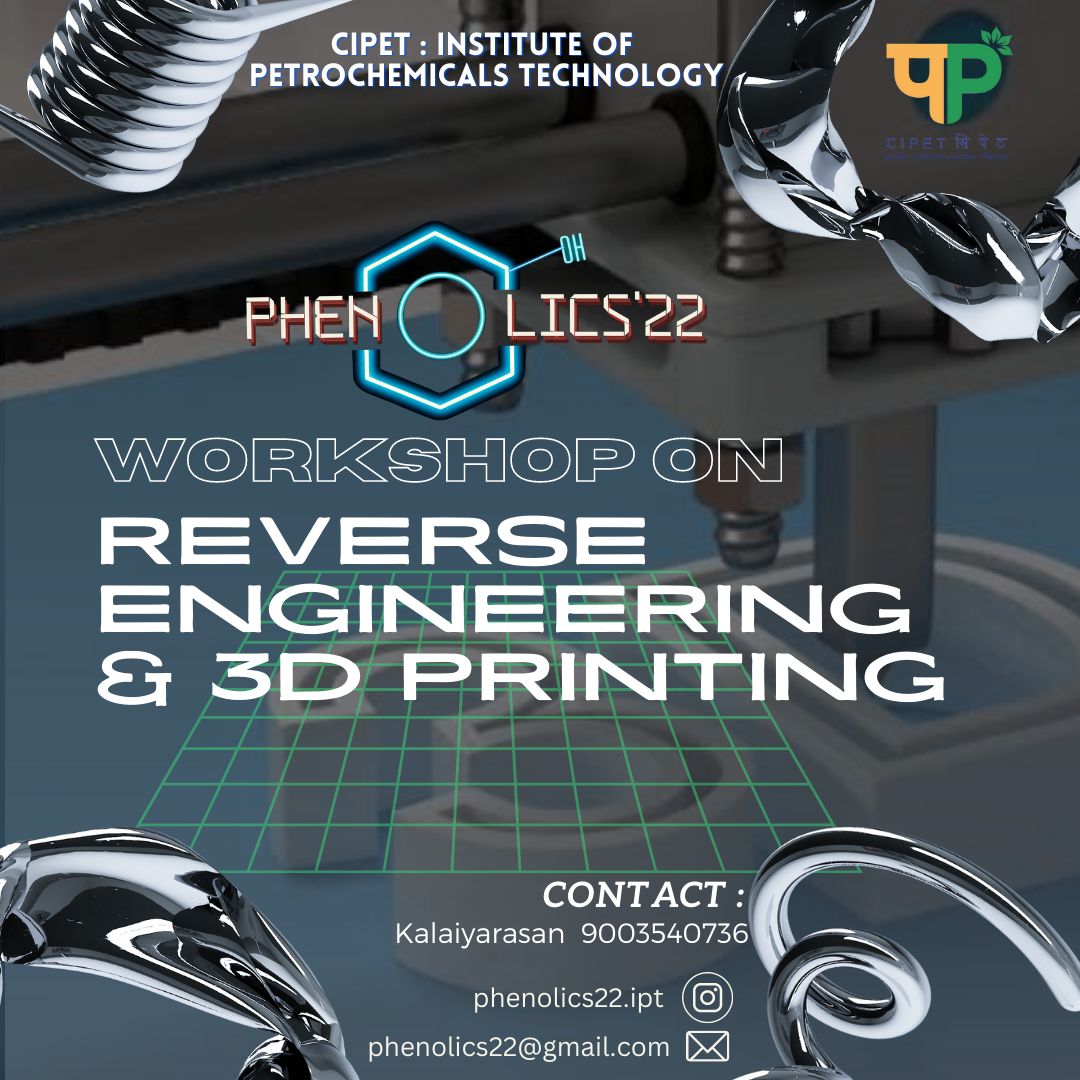 CIPET : INSTITUTE OF
PETROCHEMICALS TECHNOLOGY
CIPET सिपेट
OH
PHEN LICS'22
WORKSHOP ON
REVERSE
ENGINEERING
& 3D PRINTING
CONTACT :
Kalaiyarasan 9003540736
phenolics22.ipt
phenolics22@gmail.com